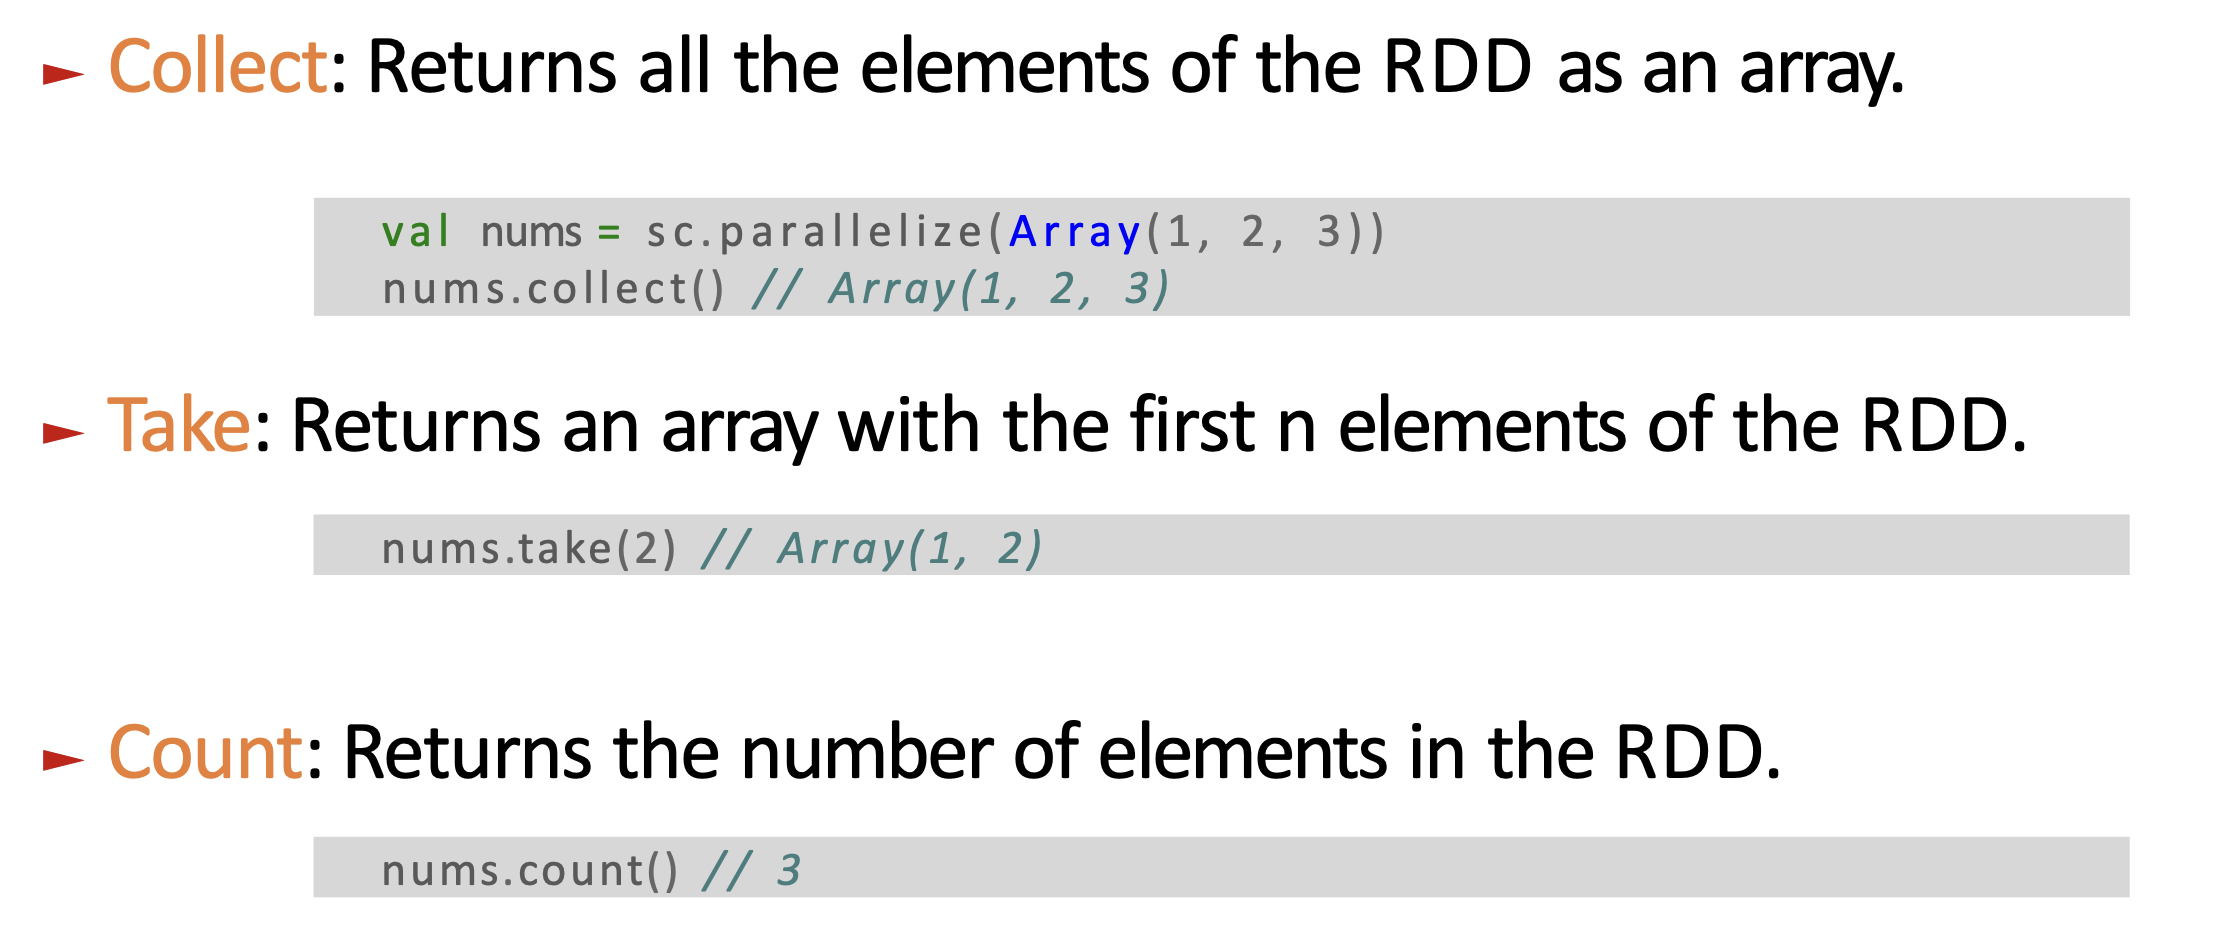 ► Collect: Returns all the elements of the RDD as an array.
val nums = sc.parallelize(Array(1, 2, 3))
nums.collect() // Array(1, 2, 3)
► Take: Returns an array with the first n elements of the RDD.
nums.take(2) // Array(1, 2)
► Count: Returns the number of elements in the RDD.
nums.count() // 3